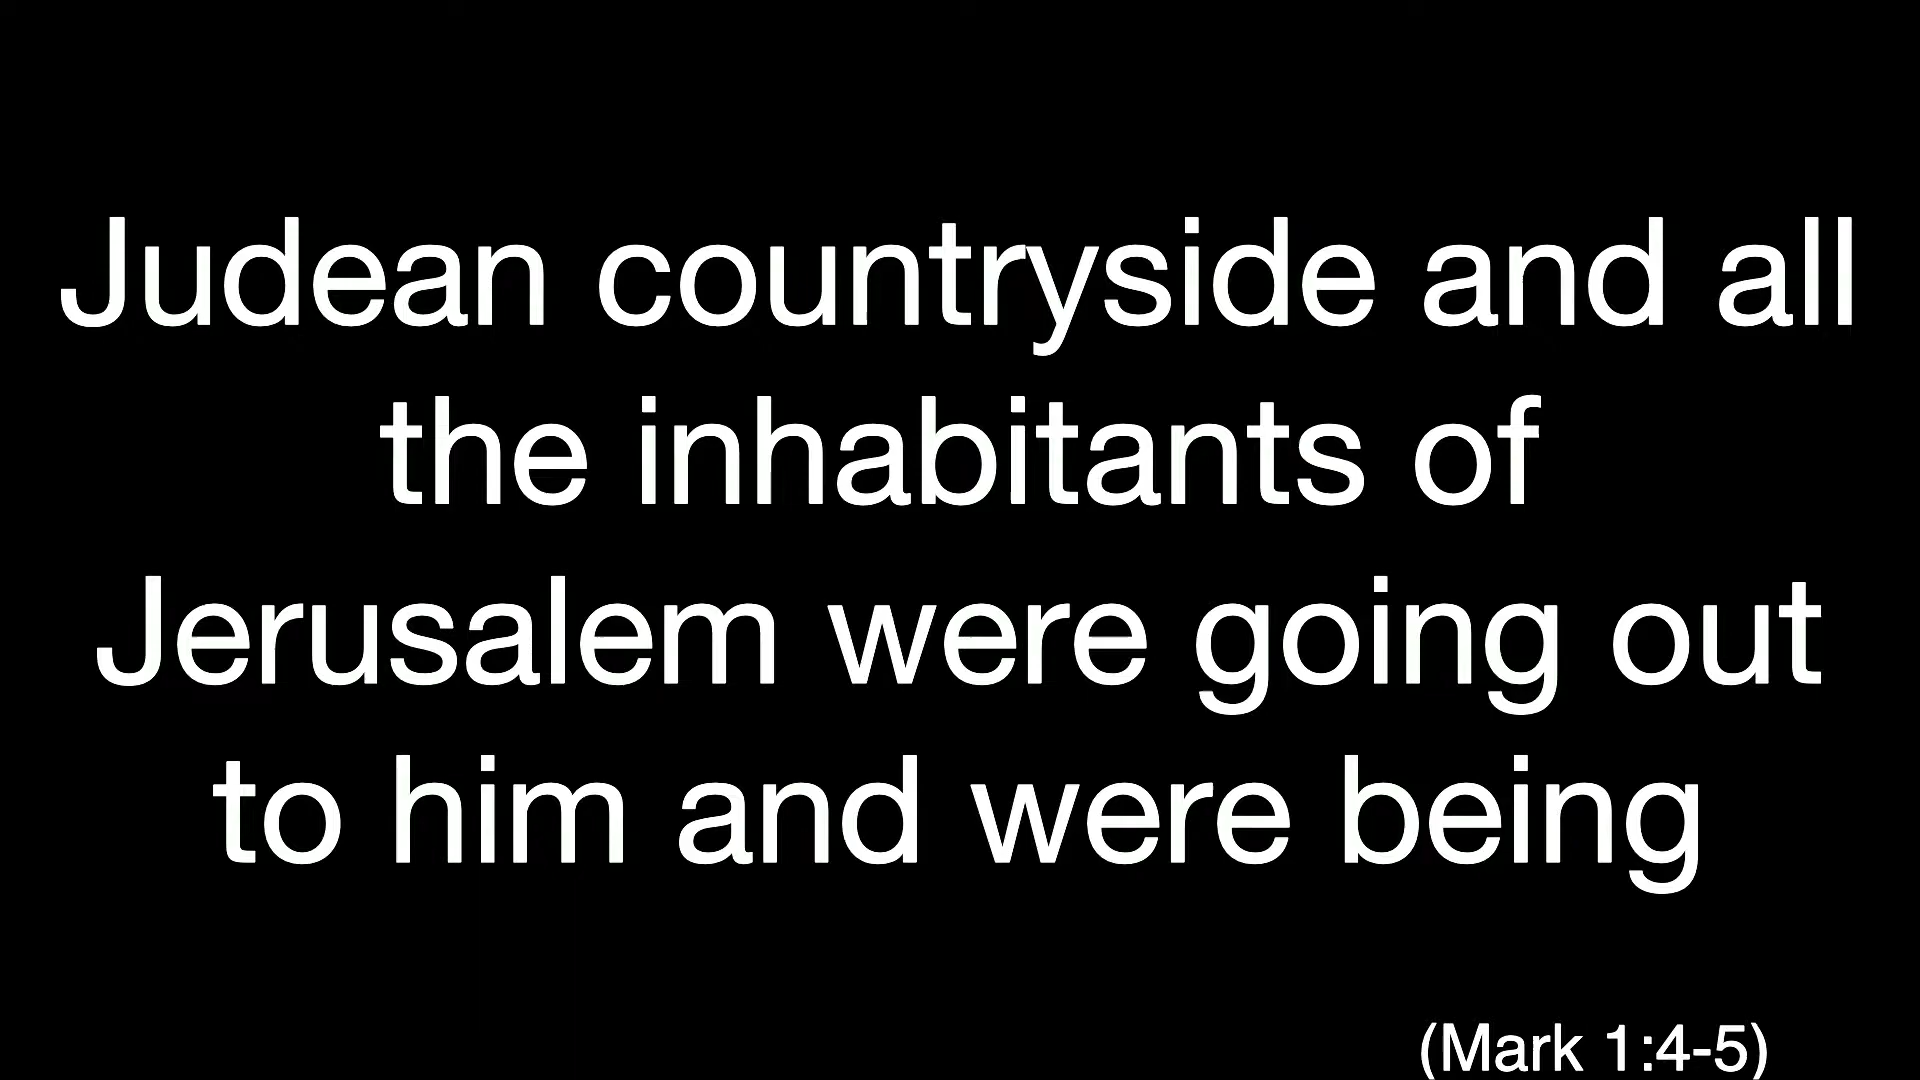 Judean countryside and all
the inhabitants of
Jerusalem were going out
to him and were being
(Mark 1:4-5)